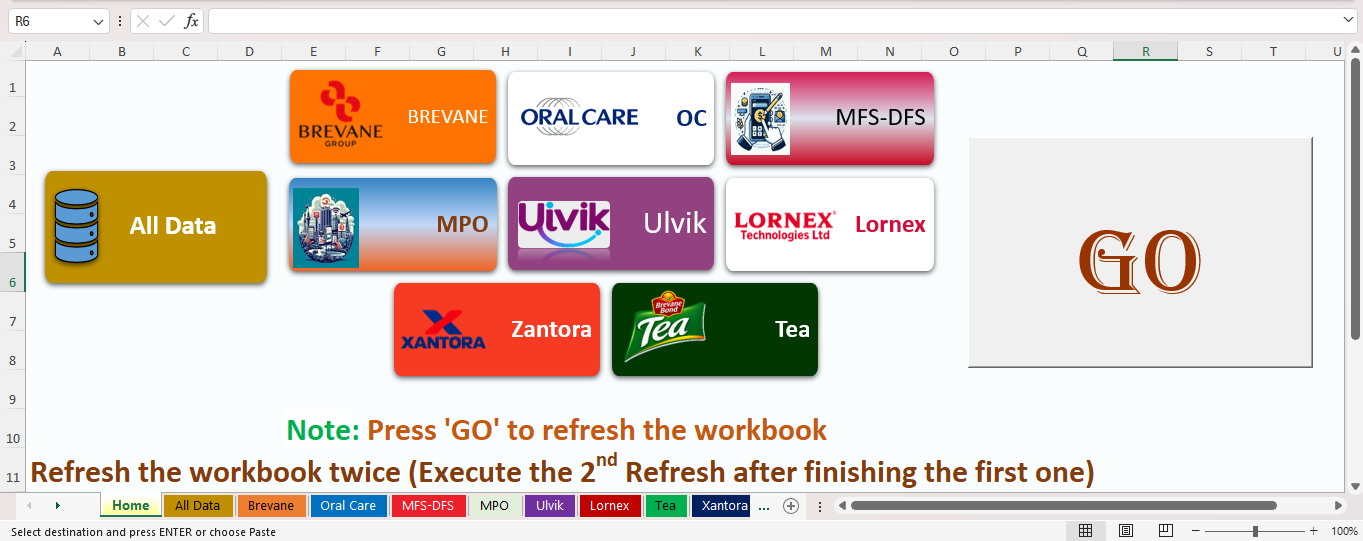 R6
fx
A B C D E F G H I J K L M N O P Q R S T U
1
2
3
4
5
6
7
8
9
10
11
BREVANE
GROUP
BREVANE
ORAL CARE
OC
MFS-DFS
All Data
MPO
Ulvik
Ulvik
LORNEX®
Technologies Ltd
Lornex
XANTORA
Zantora
Brevane
Bond
Tea
Tea
GO
Note: Press 'GO' to refresh the workbook
Refresh the workbook twice (Execute the 2nd Refresh after finishing the first one)
Home All Data Brevane Oral Care MFS-DFS MPO Ulvik Lornex Tea Xantora ...
Select destination and press ENTER or choose Paste
100%